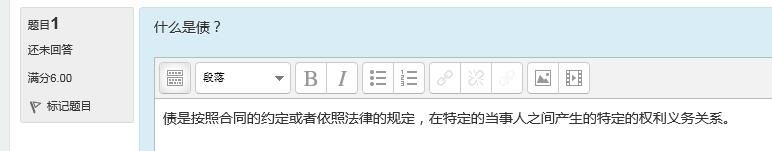 题目1
还未回答
满分6.00
标记题目
什么是债？
段落
B I
债是按照合同的约定或者依照法律的规定，在特定的当事人之间产生的特定的权利义务关系。